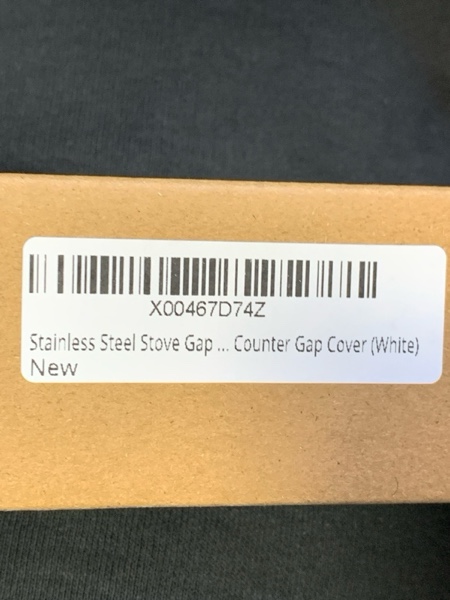 X00467D74Z
Stainless Steel Stove Gap ... Counter Gap Cover (White)
New